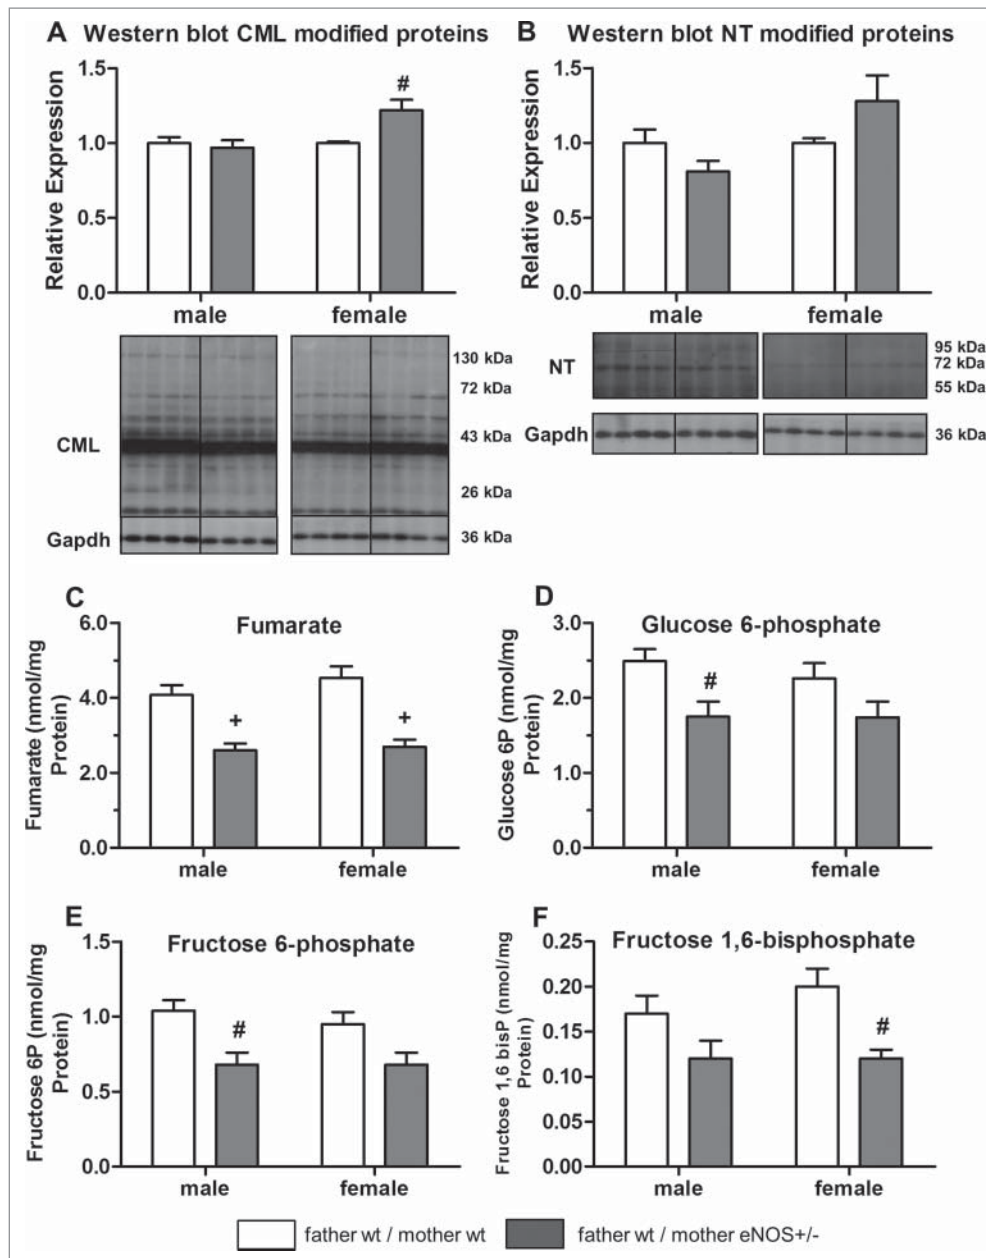 A Western blot CML modified proteins
Relative Expression
1.5
1.0
0.5
0.0
#
male female
CML
Gapdh
130 kDa
72 kDa
43 kDa
26 kDa
36 kDa
B Western blot NT modified proteins
Relative Expression
1.5
1.0
0.5
0.0
male female
NT
Gapdh
95 kDa
72 kDa
55 kDa
36 kDa
C
Fumarate
Fumarate (nmol/mg
Protein)
6.0
4.0
2.0
0.0
+
+
male female
D
Glucose 6-phosphate
Glucose 6P (nmol/mg
Protein)
3.0
2.0
1.0
0.0
#
male female
E
Fructose 6-phosphate
Fructose 6P (nmol/mg
Protein)
1.5
1.0
0.5
0.0
#
male female
F
Fructose 1,6-bisphosphate
Fructose 1,6 bisP (nmol/mg
Protein)
0.25
0.20
0.15
0.10
0.05
0.00
#
male female
father wt / mother wt
father wt / mother eNOS+/-